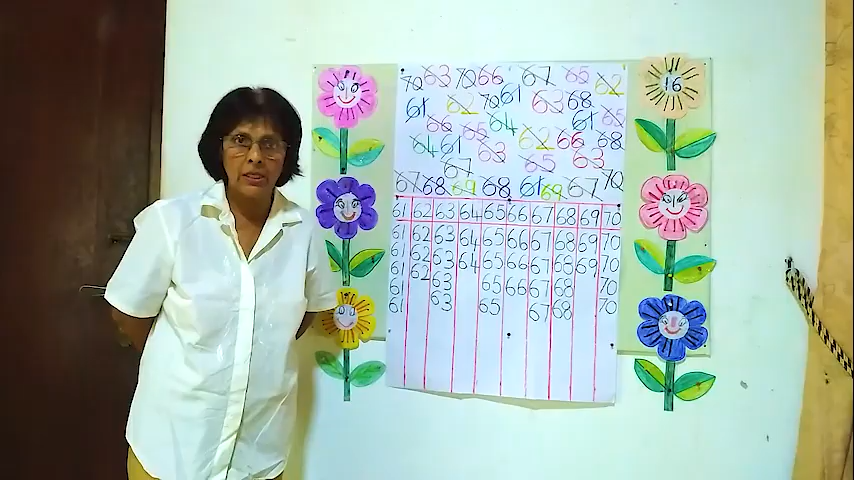 70 63 70 66 67 65 62
61 62 70 61 63 68 61 65
66 65 64 62 66 68
64 61 63 65 63
67
67 68 69 68 61 69 67 70
61 62 63 64 65 66 67 68 69 70
61 62 63 64 65 66 67 68 69 70
61 62 63 64 65 66 67 68 69 70
61 62 63 65 66 67 68 70
61 63 65 67 68 70
61
16